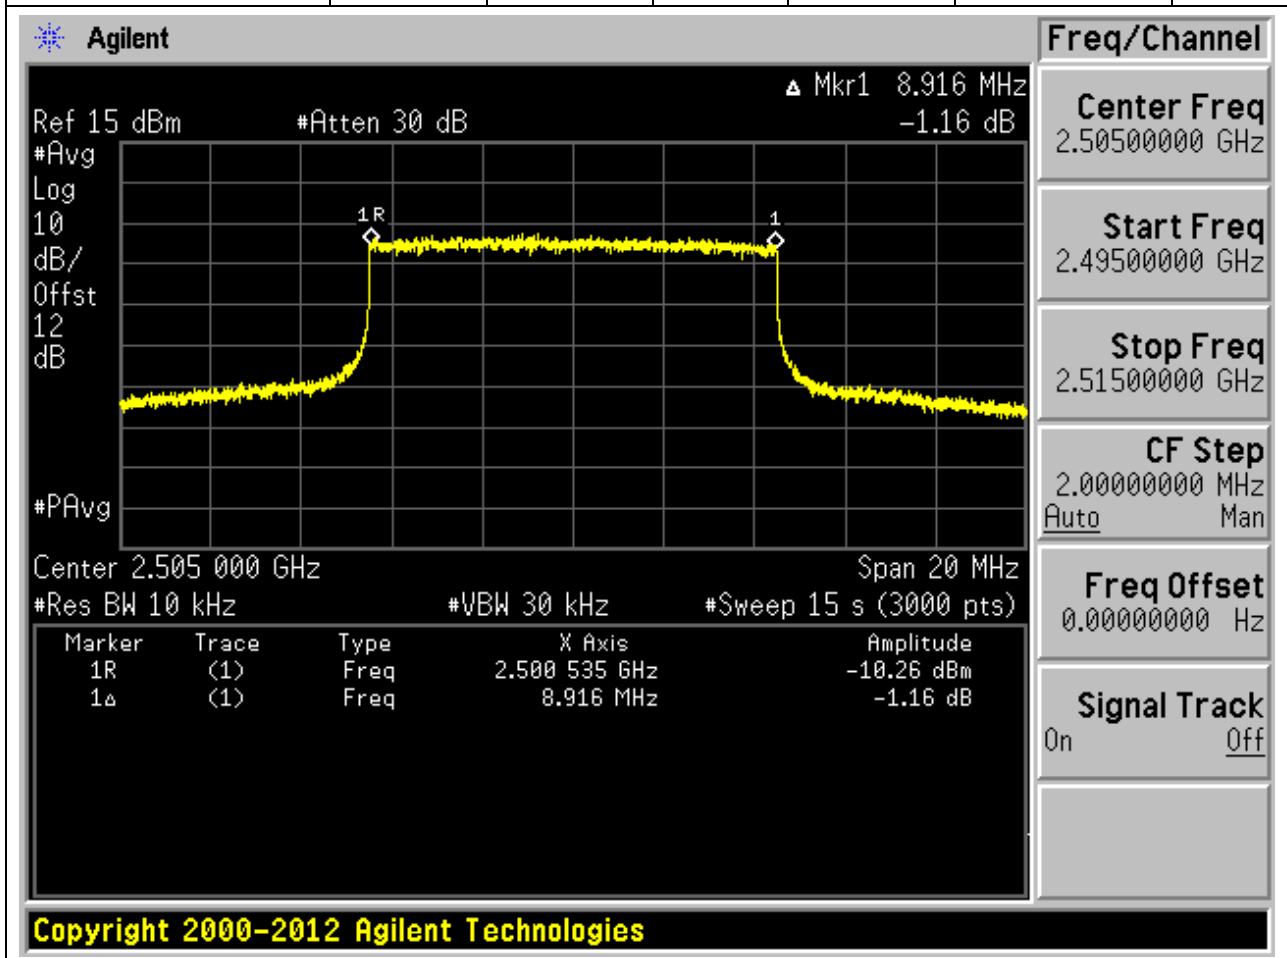 Agilent
Freq/Channel
Δ Mkr1 8.916 MHz
Ref 15 dBm #Atten 30 dB -1.16 dB
#Avg
Log
10
dB/
Offst
12
dB
1R
1
#PAvg
Center 2.505 000 GHz Span 20 MHz
#Res BW 10 kHz #VBW 30 kHz #Sweep 15 s (3000 pts)
Marker Trace Type X Axis Amplitude
1R (1) Freq 2.500 535 GHz -10.26 dBm
1Δ (1) Freq 8.916 MHz -1.16 dB
Center Freq
2.50500000 GHz
Start Freq
2.49500000 GHz
Stop Freq
2.51500000 GHz
CF Step
2.00000000 MHz
Auto Man
Freq Offset
0.00000000 Hz
Signal Track
On Off
Copyright 2000-2012 Agilent Technologies